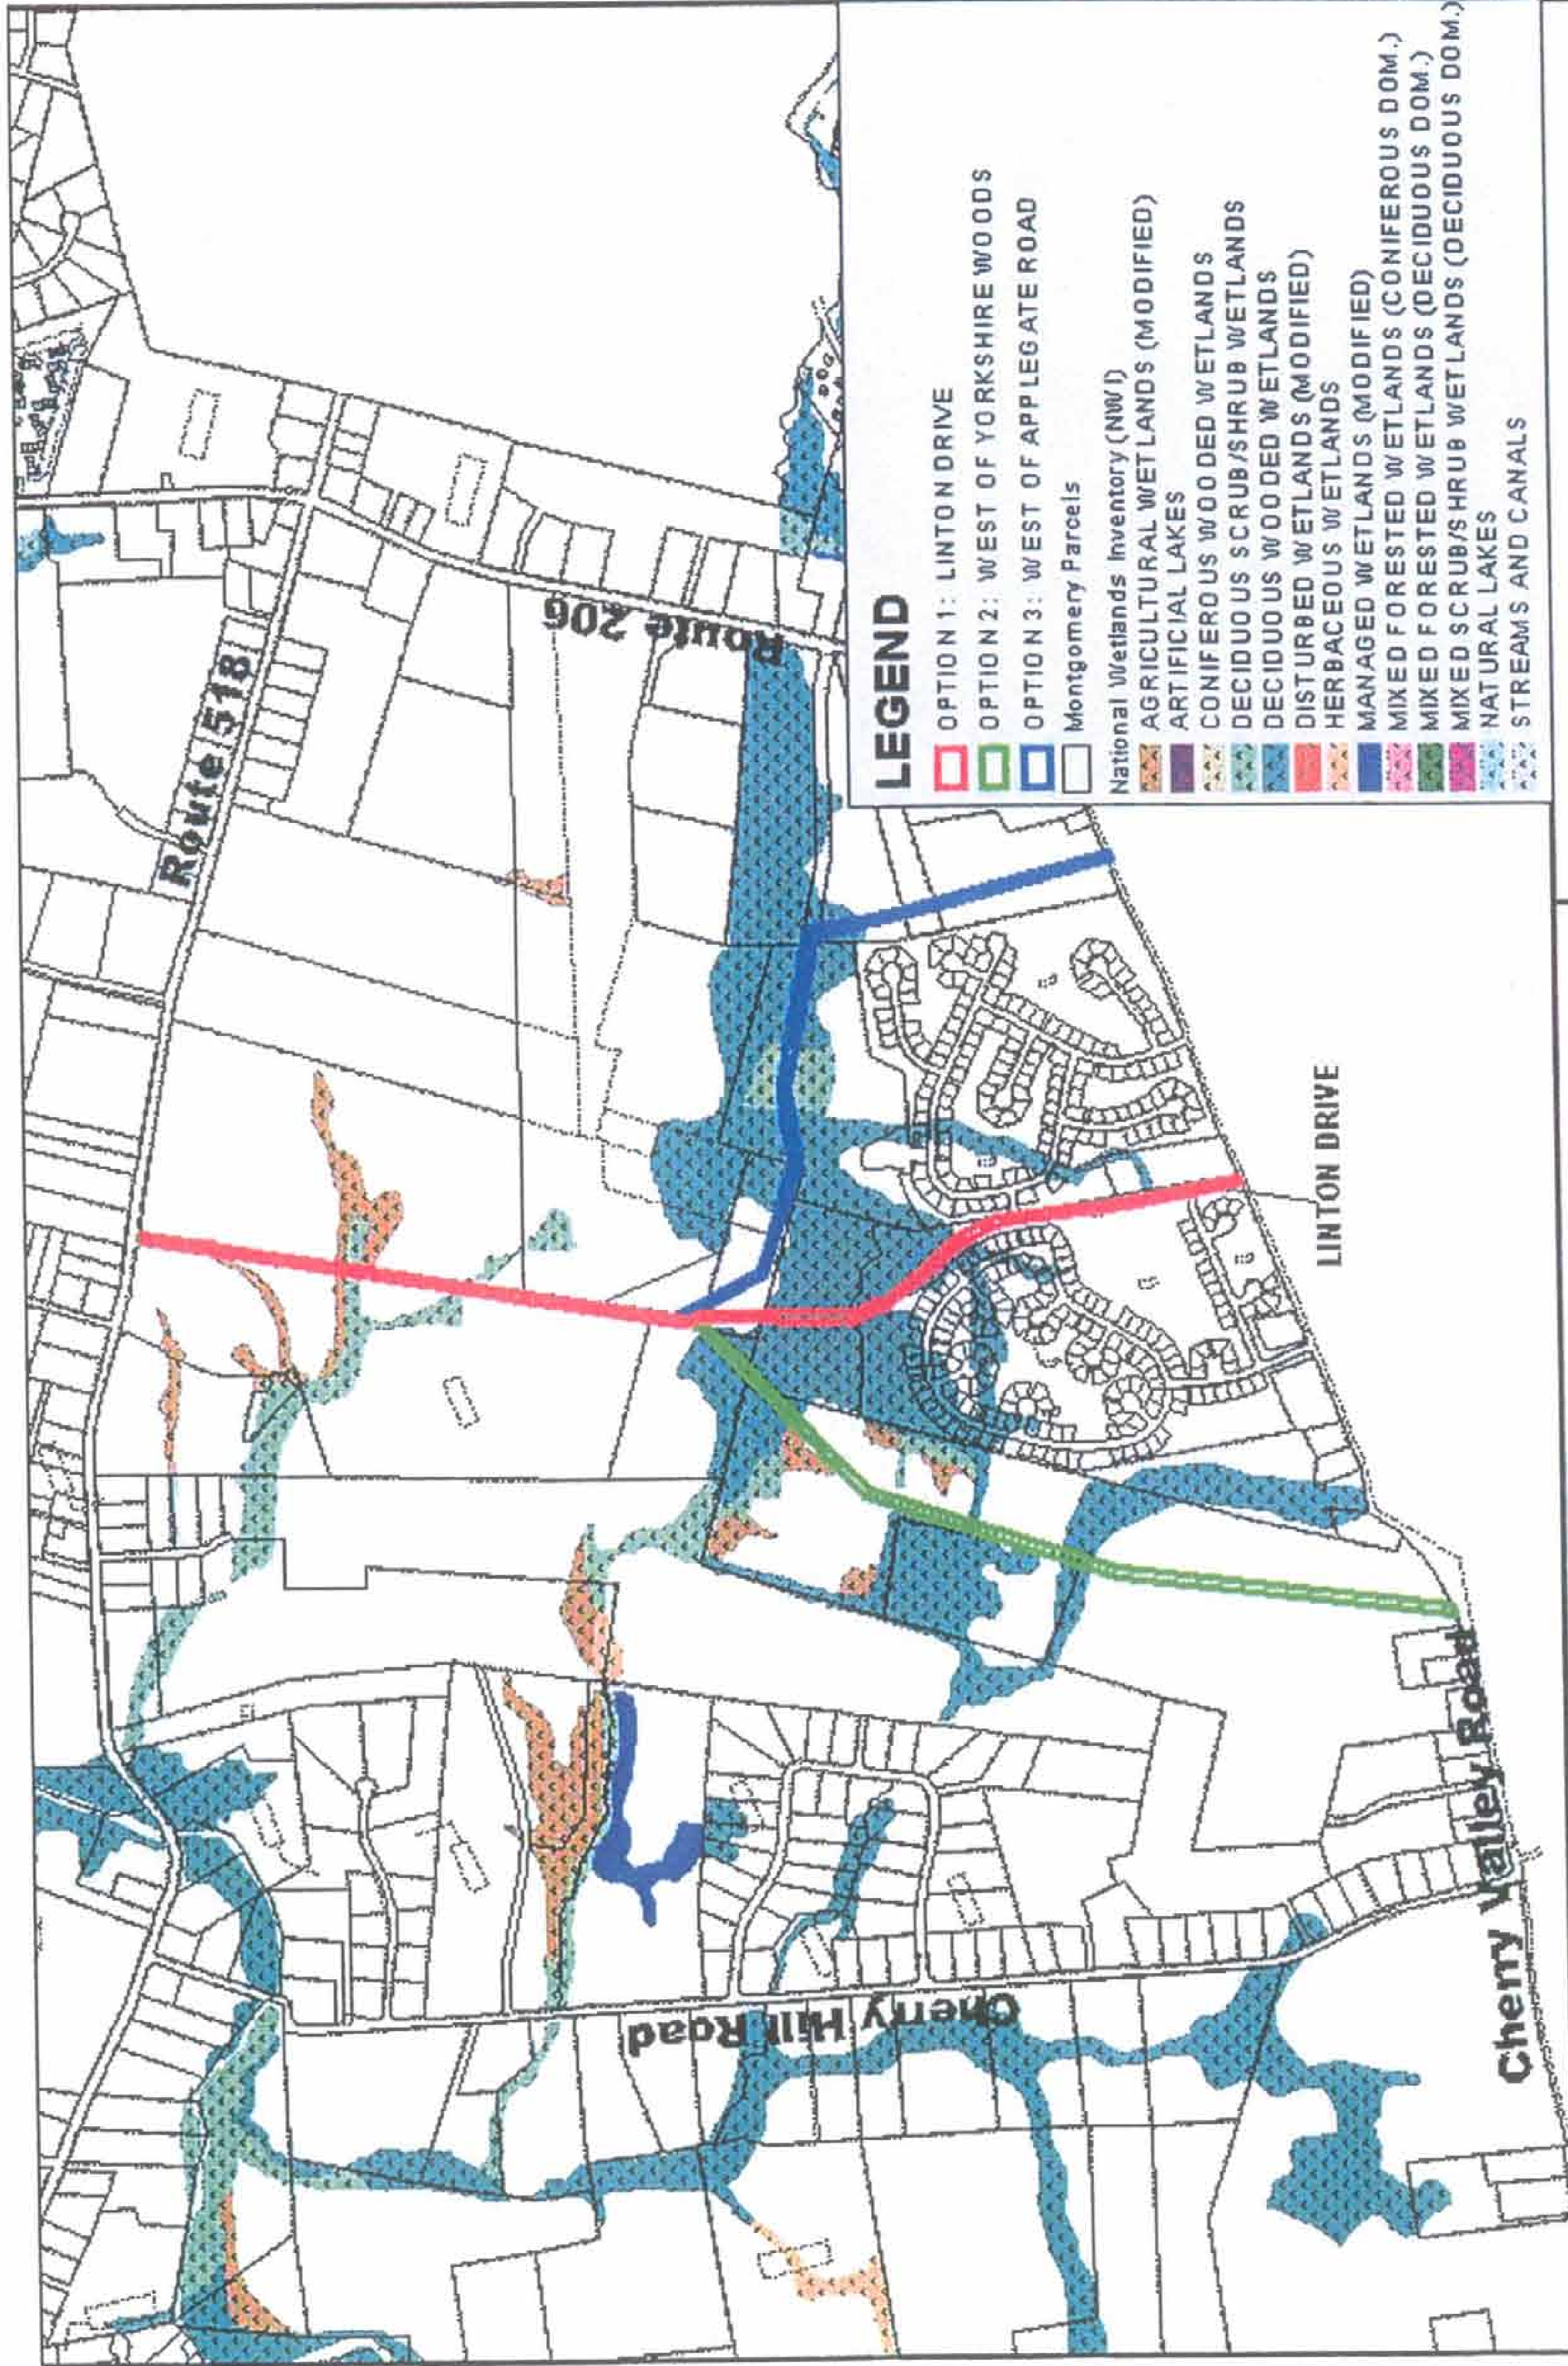 Route 518
Route 206
Cherry Hill Road
Cherry Valley Road
LINTON DRIVE
LEGEND
OPTION 1: LINTON DRIVE
OPTION 2: WEST OF YORKSHIRE WOODS
OPTION 3: WEST OF APPLEGATE ROAD
Montgomery Parcels
National Wetlands Inventory (NWI)
AGRICULTURAL WETLANDS (MODIFIED)
ARTIFICIAL LAKES
CONIFEROUS WOODED WETLANDS
DECIDUOUS SCRUB/SHRUB WETLANDS
DECIDUOUS WOODED WETLANDS
DISTURBED WETLANDS (MODIFIED)
HERBACEOUS WETLANDS
MANAGED WETLANDS (MODIFIED)
MIXED FORESTED WETLANDS (CONIFEROUS DOM.)
MIXED FORESTED WETLANDS (DECIDUOUS DOM.)
MIXED SCRUB/SHRUB WETLANDS (DECIDUOUS DOM.)
NATURAL LAKES
STREAMS AND CANALS